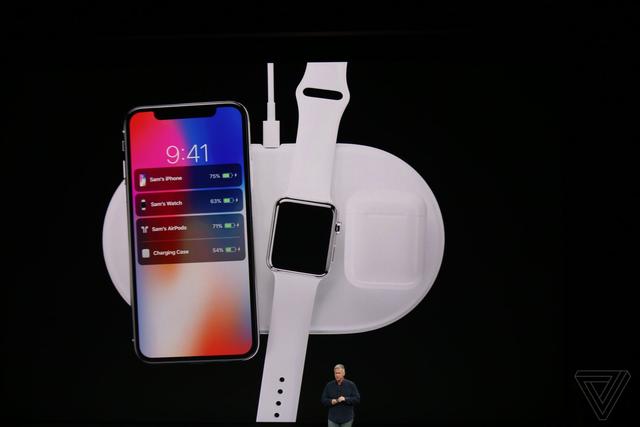 9:41
Sam's iPhone 75%
Sam's Watch 63%
Sam's AirPods 71%
Charging Case 54%